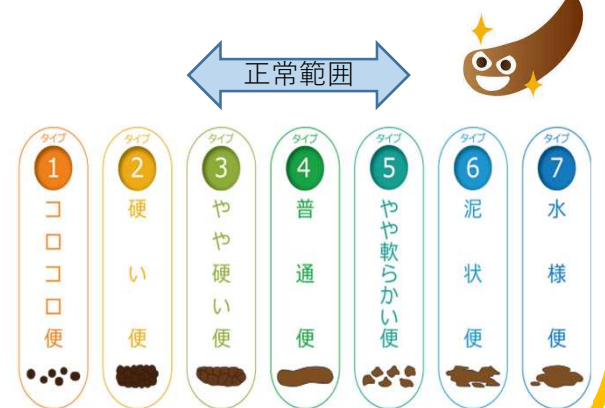 正常範囲
タイプ
1
コロコロ便
タイプ
2
硬い便
タイプ
3
やや硬い便
タイプ
4
普通便
タイプ
5
やや軟らかい便
タイプ
6
泥状便
タイプ
7
水様便